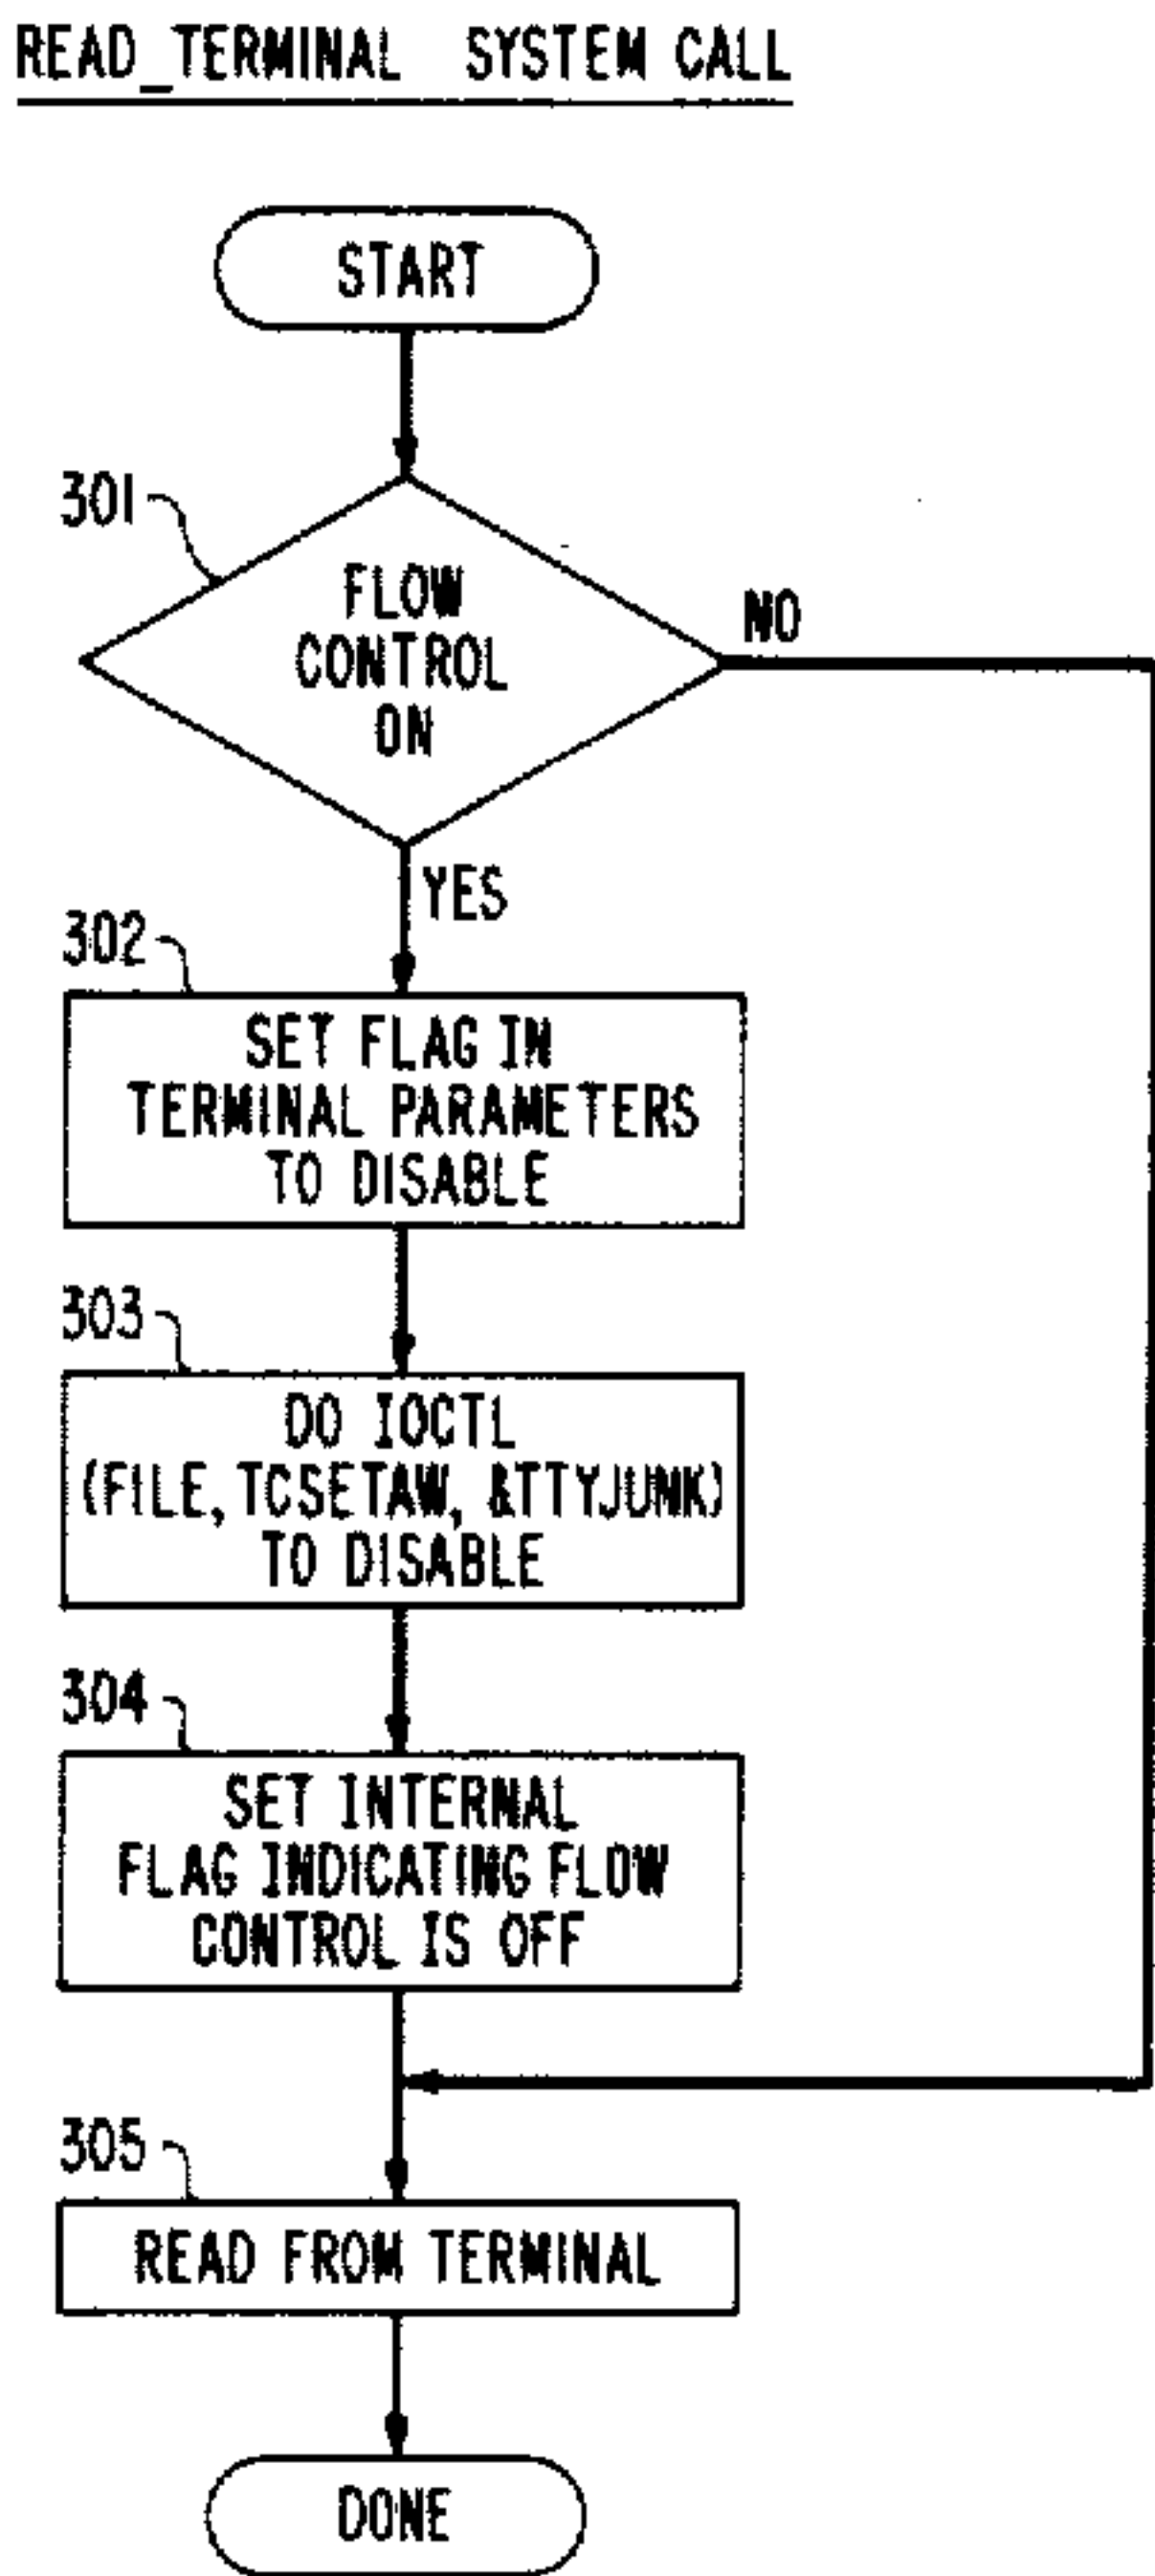 READ_TERMINAL SYSTEM CALL
START
301
FLOW
CONTROL
ON
NO
YES
302
SET FLAG IN
TERMINAL PARAMETERS
TO DISABLE
303
DO IOCTL
(FILE, TCSETAW, &TTYJUNK)
TO DISABLE
304
SET INTERNAL
FLAG INDICATING FLOW
CONTROL IS OFF
305
READ FROM TERMINAL
DONE